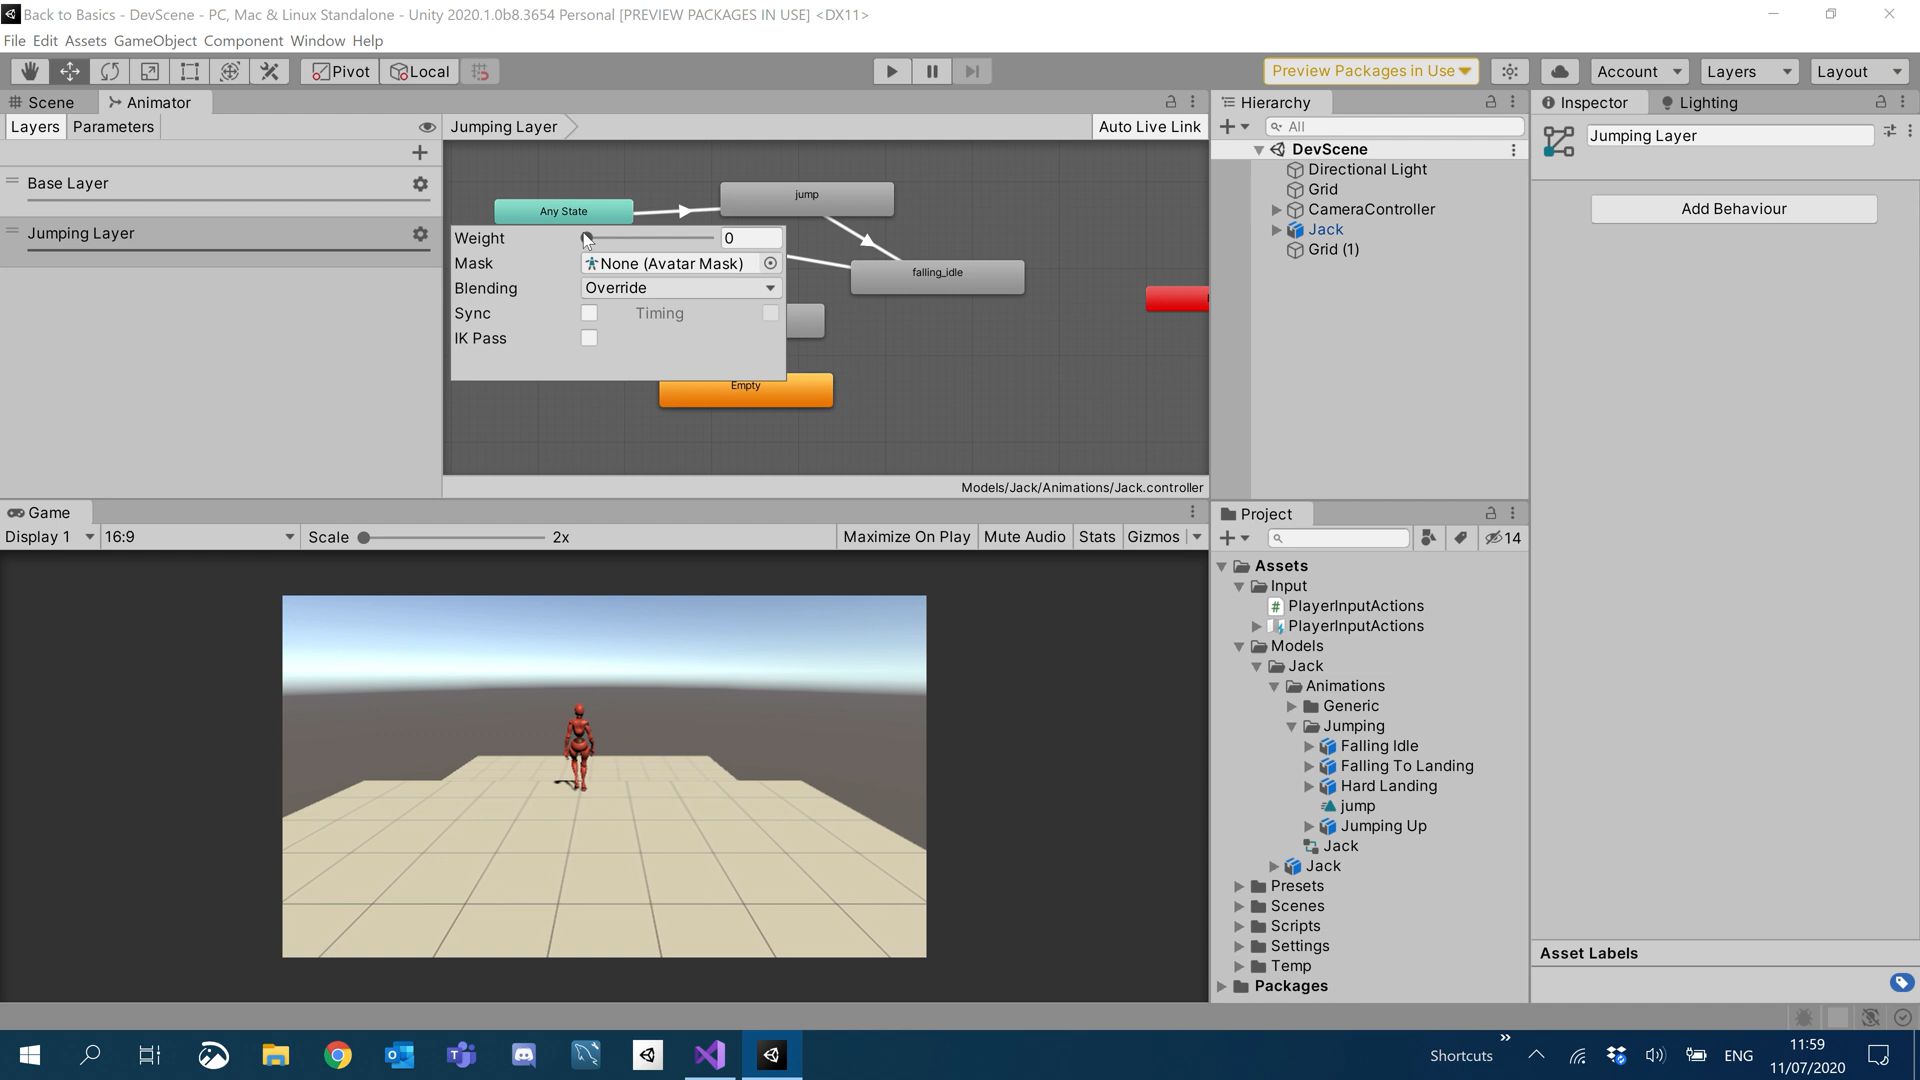 Back to Basics - DevScene - PC, Mac & Linux Standalone - Unity 2020.1.0b8.3654 Personal [PREVIEW PACKAGES IN USE] <DX11>
File Edit Assets GameObject Component Window Help
Pivot Local Preview Packages in Use Account Layers Layout
Scene Animator Hierarchy Inspector Lighting
Layers Parameters Jumping Layer Auto Live Link All Jumping Layer
Base Layer
Jumping Layer
Any State
jump
falling_idle
Empty
Weight 0
Mask None (Avatar Mask)
Blending Override
Sync Timing
IK Pass
Models/Jack/Animations/Jack.controller
DevScene
Directional Light
Grid
CameraController
Jack
Grid (1)
Add Behaviour
Game
Display 1 16:9 Scale 2x Maximize On Play Mute Audio Stats Gizmos
Project
14
Assets
Input
PlayerInputActions
PlayerInputActions
Models
Jack
Animations
Generic
Jumping
Falling Idle
Falling To Landing
Hard Landing
jump
Jumping Up
Jack
Jack
Presets
Scenes
Scripts
Settings
Temp
Packages
Asset Labels
Shortcuts ENG
11:59
11/07/2020